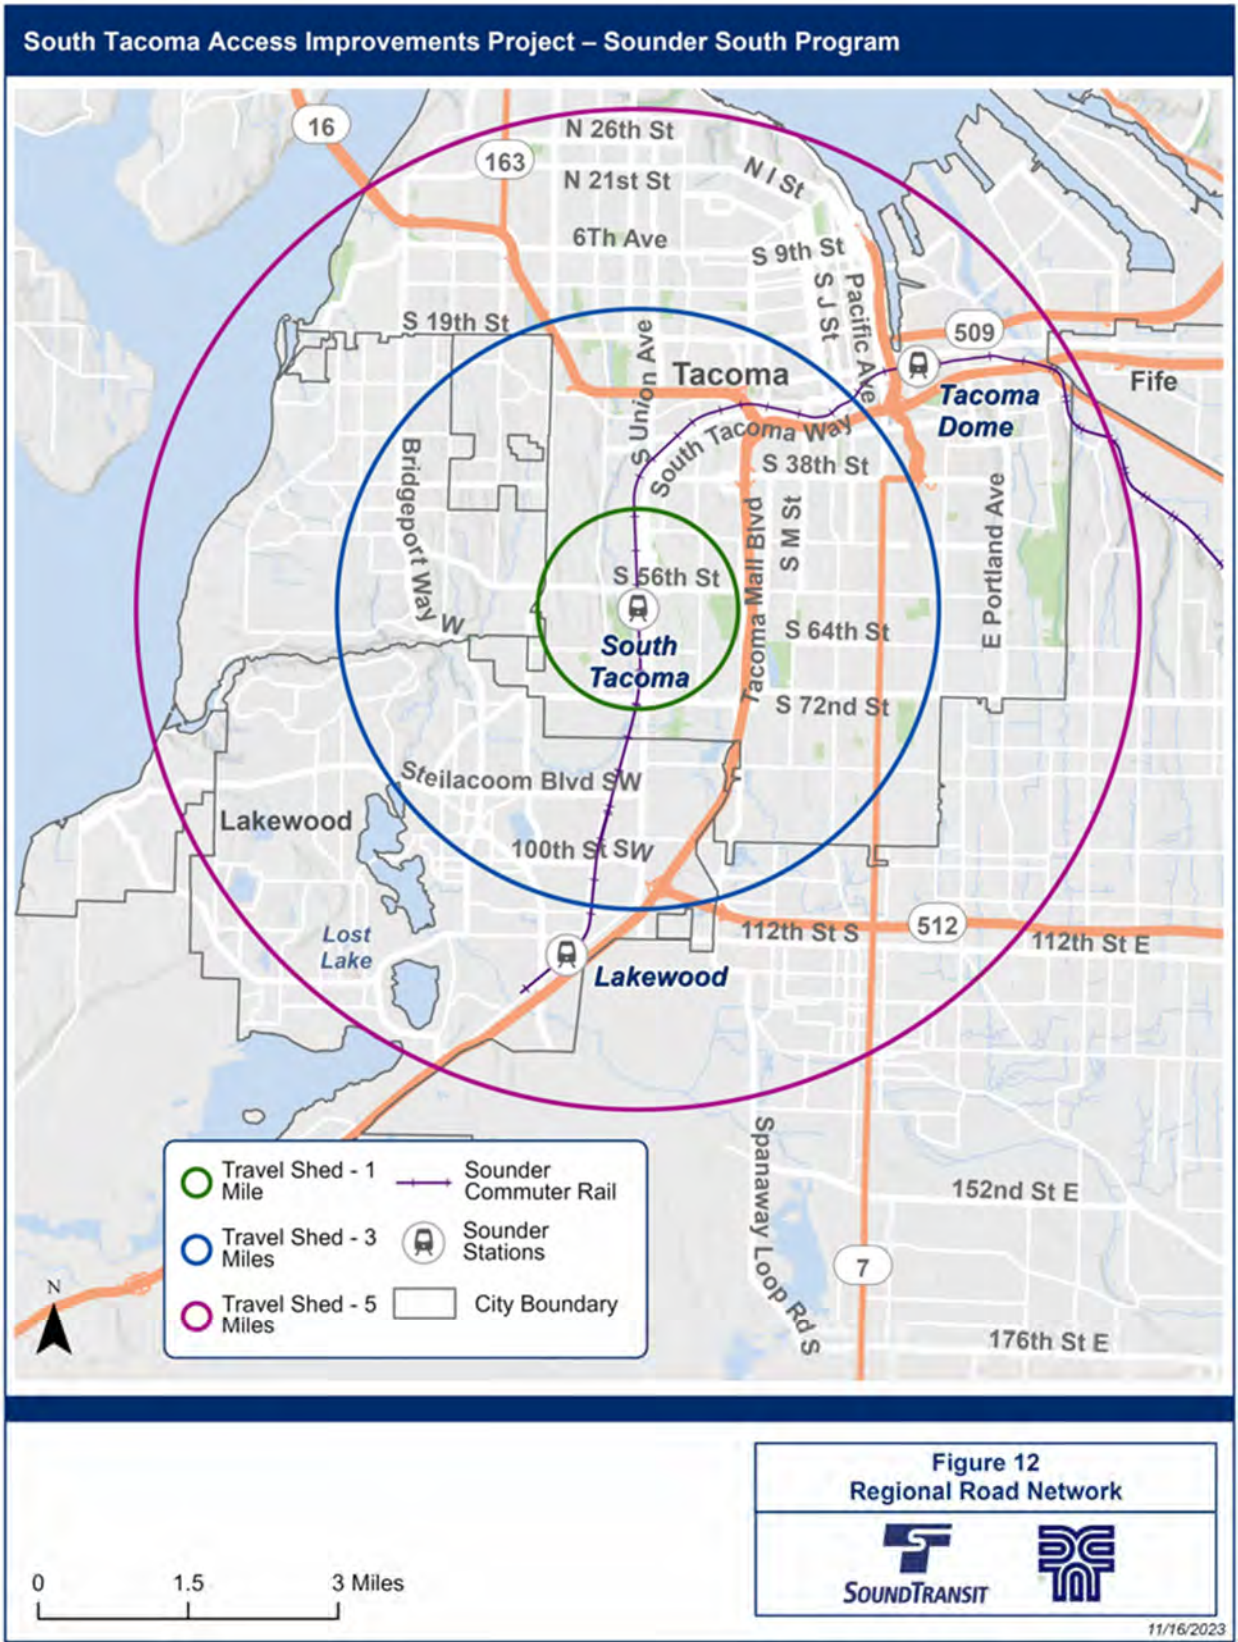 South Tacoma Access Improvements Project – Sounder South Program
16
163
N 26th St
N 21st St
N I St
6Th Ave
S 9th St
S J St
Pacific Ave
S 19th St
S Union Ave
509
Tacoma
Fife
Tacoma
Dome
South Tacoma Way
S 38th St
Bridgeport Way W
Tacoma Mall Blvd
S M St
E Portland Ave
S 56th St
S 64th St
South
Tacoma
S 72nd St
Steilacoom Blvd SW
Lakewood
100th St SW
Lost
Lake
112th St S
512
112th St E
Lakewood
Spanaway Loop Rd S
152nd St E
7
176th St E
N
Travel Shed - 1
Mile
Travel Shed - 3
Miles
Travel Shed - 5
Miles
Sounder
Commuter Rail
Sounder
Stations
City Boundary
Figure 12
Regional Road Network
SOUNDTRANSIT
0 1.5 3 Miles
11/16/2023